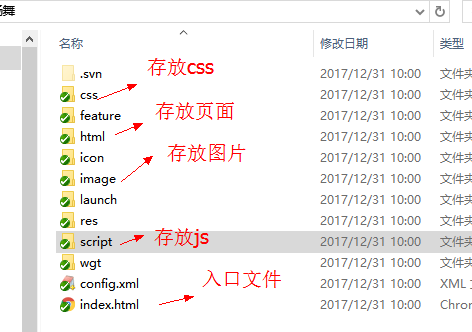 舞
名称 修改日期 类型
.svn 2017/12/31 10:00 文件夹
css 存放css 2017/12/31 10:00 文件夹
feature 2017/12/31 10:00 文件夹
html 存放页面 2017/12/31 10:00 文件夹
icon 2017/12/31 10:00 文件夹
image 存放图片 2017/12/31 10:00 文件夹
launch 2017/12/31 10:00 文件夹
res 2017/12/31 10:00 文件夹
script 存放js 2017/12/31 10:00 文件夹
wgt 2017/12/31 10:00 文件夹
config.xml 入口文件 2017/12/31 10:00 XML
index.html 2017/12/31 10:00 Chrom